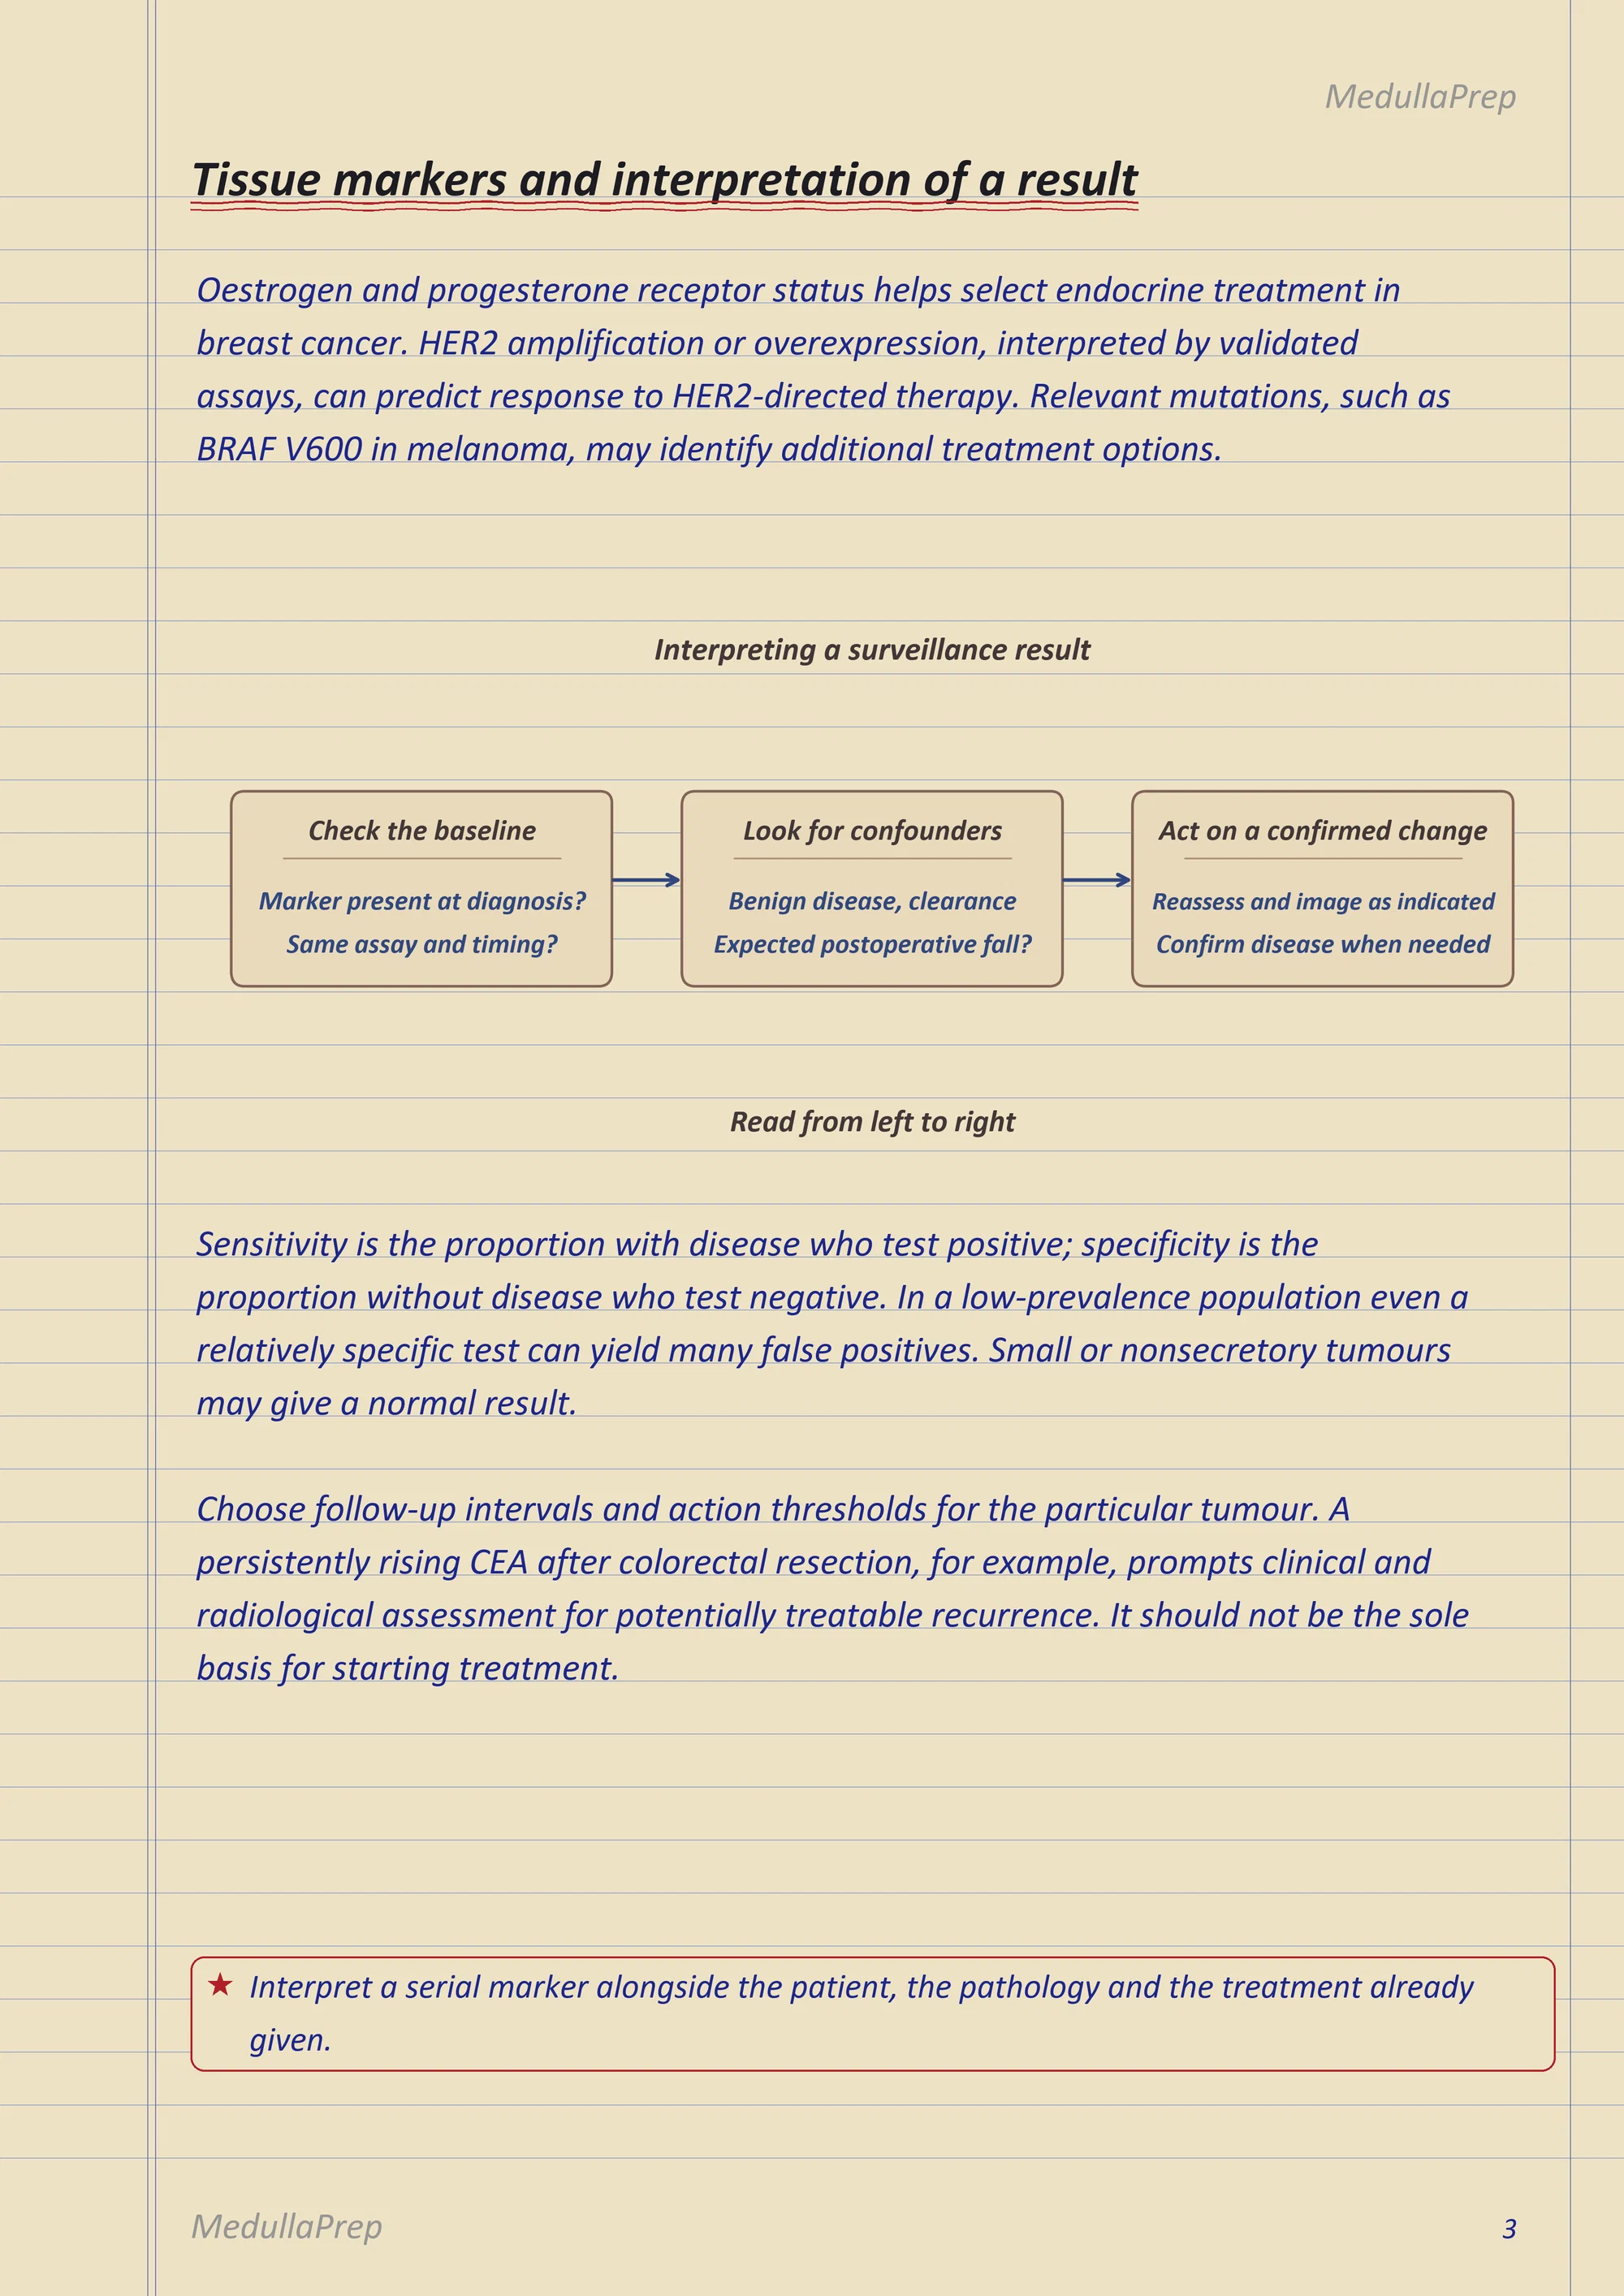 MedullaPrep
Tissue markers and interpretation of a result
Oestrogen and progesterone receptor status helps select endocrine treatment in
breast cancer. HER2 amplification or overexpression, interpreted by validated
assays, can predict response to HER2-directed therapy. Relevant mutations, such as
BRAF V600 in melanoma, may identify additional treatment options.
Interpreting a surveillance result
Check the baseline
Marker present at diagnosis?
Same assay and timing?
Look for confounders
Benign disease, clearance
Expected postoperative fall?
Act on a confirmed change
Reassess and image as indicated
Confirm disease when needed
Read from left to right
Sensitivity is the proportion with disease who test positive; specificity is the
proportion without disease who test negative. In a low-prevalence population even a
relatively specific test can yield many false positives. Small or nonsecretory tumours
may give a normal result.
Choose follow-up intervals and action thresholds for the particular tumour. A
persistently rising CEA after colorectal resection, for example, prompts clinical and
radiological assessment for potentially treatable recurrence. It should not be the sole
basis for starting treatment.
★ Interpret a serial marker alongside the patient, the pathology and the treatment already
given.
MedullaPrep
3